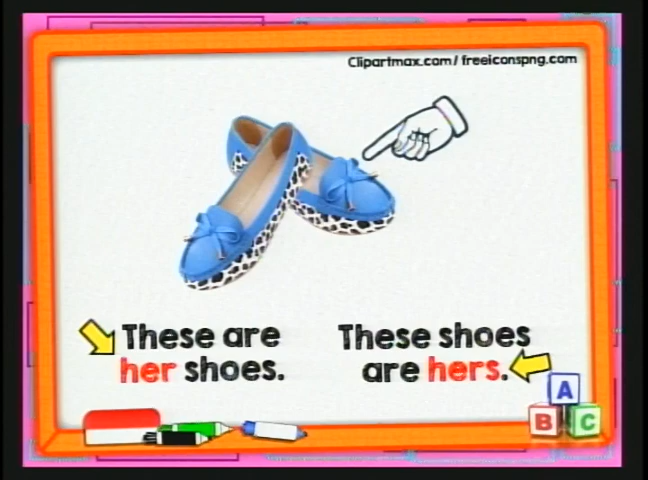 Clipartmax.com/ freeiconspng.com
These are
her shoes.
These shoes
are hers.
A
B C